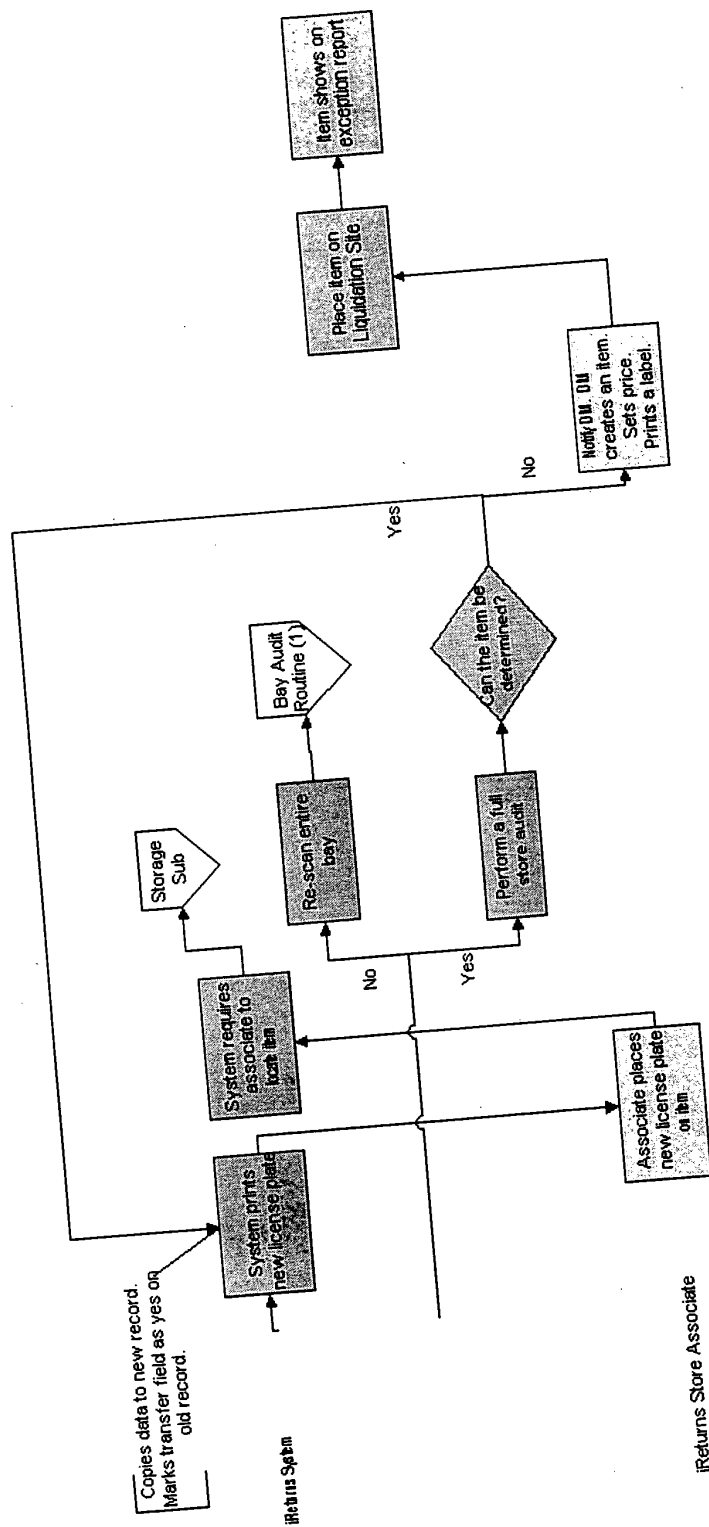 Copies data to new record.
Marks transfer field as yes on
old record.
iReturns System
System prints
new license plate
System requires
associate to
locate item
Storage
Sub
No
Re-scan entire
bay
Bay Audit
Routine (1)
Yes
Perform a full
store audit
Can the item be
determined?
Yes
No
Notify DM. DM
creates an item.
Sets price.
Prints a label.
Place item on
Liquidation Site.
Item shows on
exception report
Associate places
new license plate
on item
iReturns Store Associate